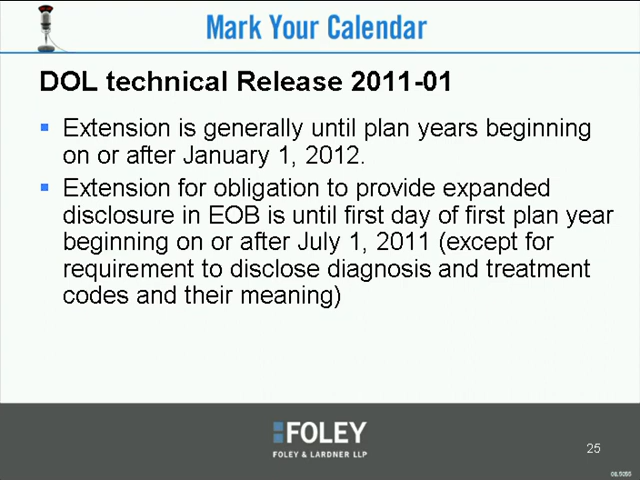 Mark Your Calendar
DOL technical Release 2011-01
Extension is generally until plan years beginning
on or after January 1, 2012.
Extension for obligation to provide expanded
disclosure in EOB is until first day of first plan year
beginning on or after July 1, 2011 (except for
requirement to disclose diagnosis and treatment
codes and their meaning)
FOLEY
FOLEY & LARDNER LLP
25